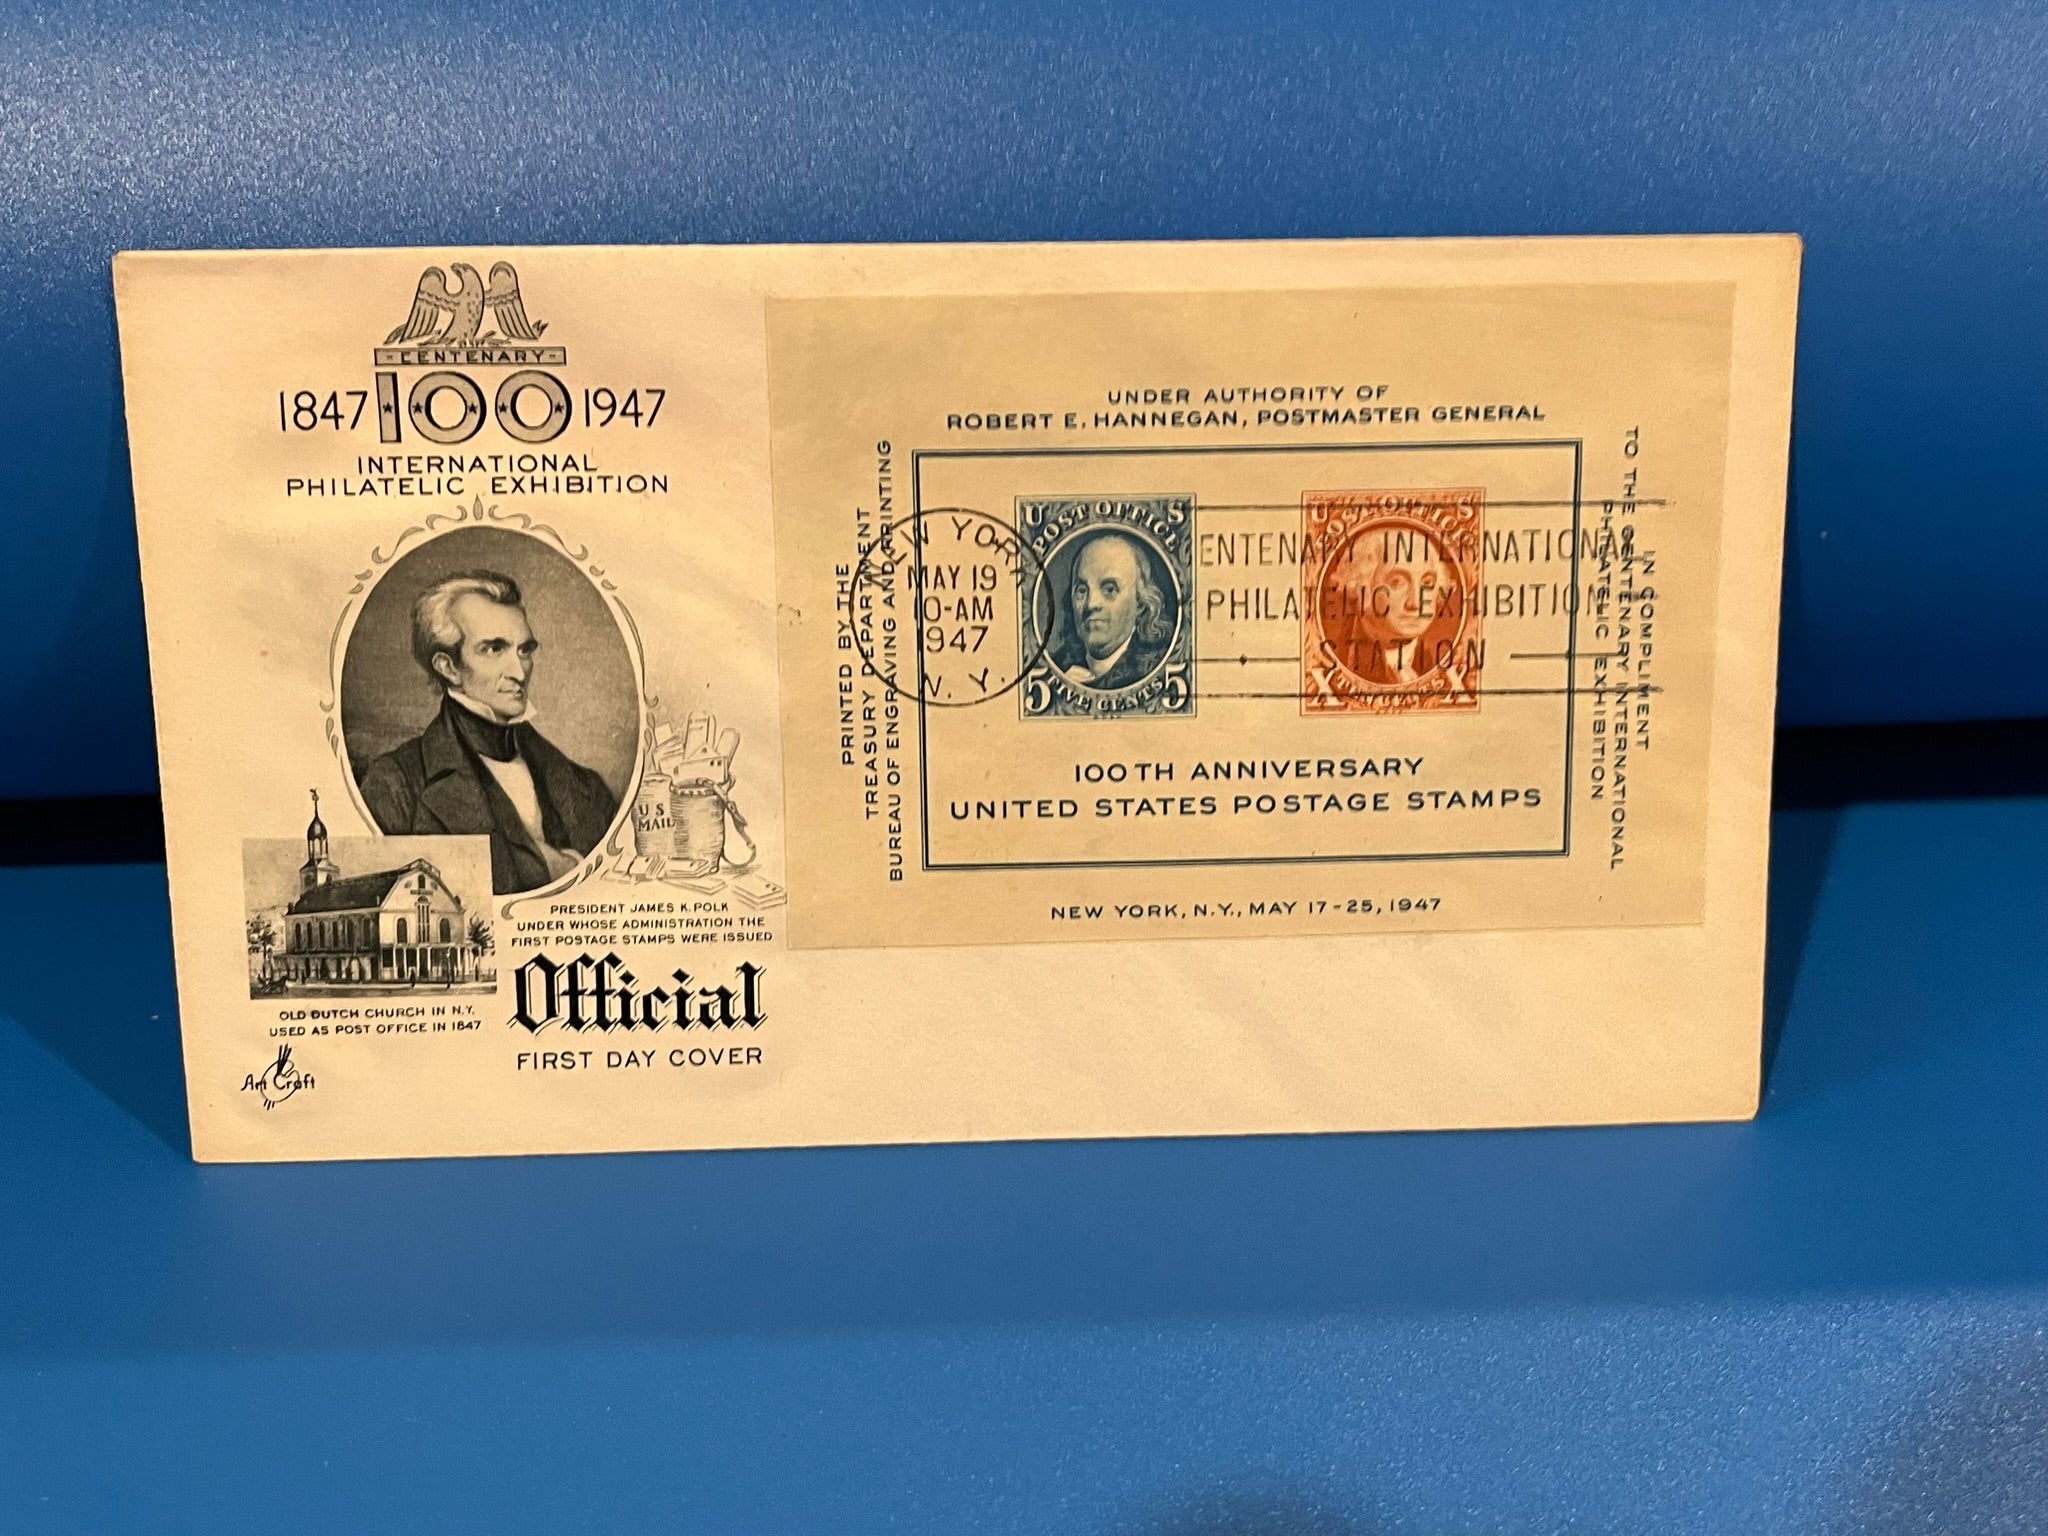 CENTENARY
1847 100 1947
INTERNATIONAL
PHILATELIC EXHIBITION
U S
MAIL
PRESIDENT JAMES K. POLK
UNDER WHOSE ADMINISTRATION THE
FIRST POSTAGE STAMPS WERE ISSUED
OLD DUTCH CHURCH IN N.Y.
USED AS POST OFFICE IN 1847
Official
FIRST DAY COVER
Art Craft
UNDER AUTHORITY OF
ROBERT E. HANNEGAN, POSTMASTER GENERAL
PRINTED BY THE
TREASURY DEPARTMENT
BUREAU OF ENGRAVING AND PRINTING
NEW YORK
MAY 19
10-AM
1947
N. Y.
U S
POST OFFICE
5 FIVE CENTS 5
ENTENARY INTERNATIONAL
PHILATELIC EXHIBITION
STATION
U S
POST OFFICE
X TEN CENTS X
100TH ANNIVERSARY
UNITED STATES POSTAGE STAMPS
IN COMPLIMENT
TO THE CENTENARY INTERNATIONAL
PHILATELIC EXHIBITION
NEW YORK, N.Y., MAY 17-25, 1947